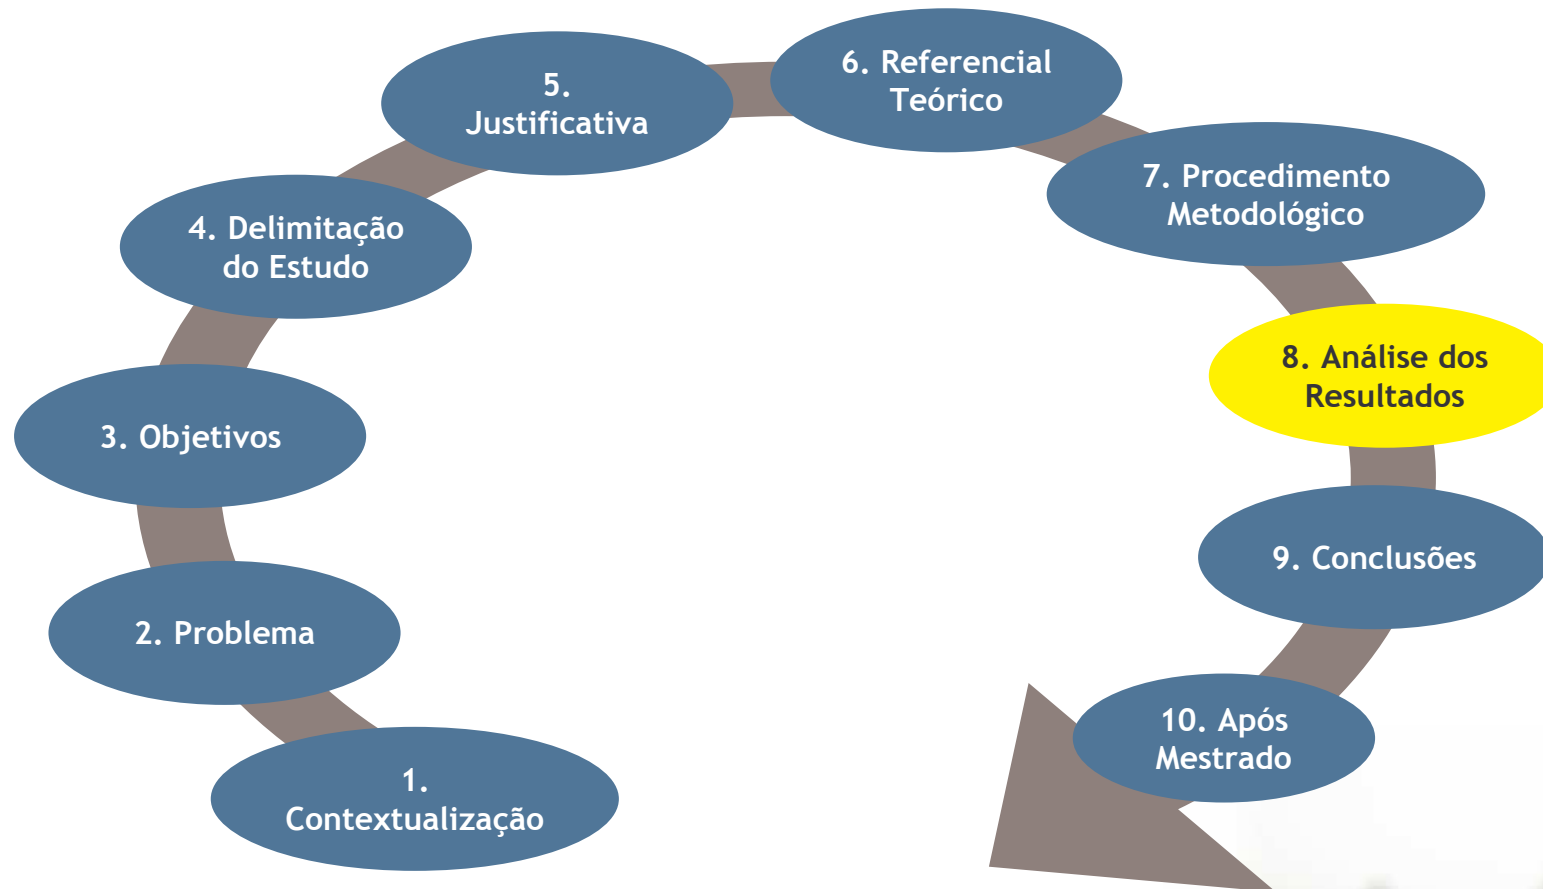 1.
Contextualização
2. Problema
3. Objetivos
4. Delimitação
do Estudo
5.
Justificativa
6. Referencial
Teórico
7. Procedimento
Metodológico
8. Análise dos
Resultados
9. Conclusões
10. Após
Mestrado